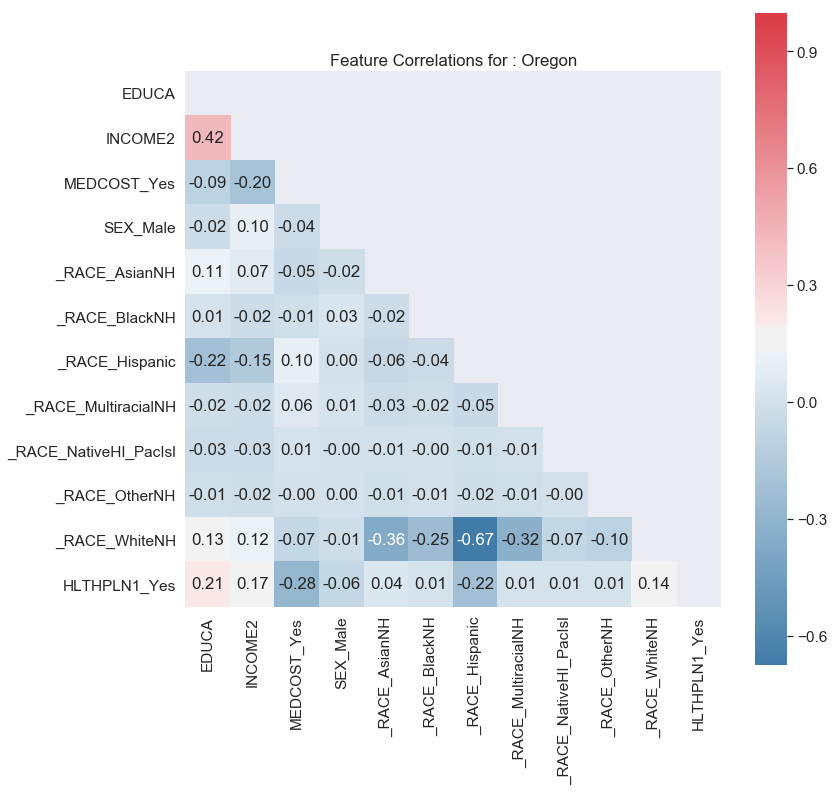 Feature Correlations for : Oregon
EDUCA
INCOME2 0.42
MEDCOST_Yes -0.09 -0.20
SEX_Male -0.02 0.10 -0.04
_RACE_AsianNH 0.11 0.07 -0.05 -0.02
_RACE_BlackNH 0.01 -0.02 -0.01 0.03 -0.02
_RACE_Hispanic -0.22 -0.15 0.10 0.00 -0.06 -0.04
_RACE_MultiracialNH -0.02 -0.02 0.06 0.01 -0.03 -0.02 -0.05
_RACE_NativeHI_PacIsl -0.03 -0.03 0.01 -0.00 -0.01 -0.00 -0.01 -0.01
_RACE_OtherNH -0.01 -0.02 -0.00 0.00 -0.01 -0.01 -0.02 -0.01 -0.00
_RACE_WhiteNH 0.13 0.12 -0.07 -0.01 -0.36 -0.25 -0.67 -0.32 -0.07 -0.10
HLTHPLN1_Yes 0.21 0.17 -0.28 -0.06 0.04 0.01 -0.22 0.01 0.01 0.01 0.14
EDUCA
INCOME2
MEDCOST_Yes
SEX_Male
_RACE_AsianNH
_RACE_BlackNH
_RACE_Hispanic
_RACE_MultiracialNH
_RACE_NativeHI_PacIsl
_RACE_OtherNH
_RACE_WhiteNH
HLTHPLN1_Yes
0.9
0.6
0.3
0.0
−0.3
−0.6